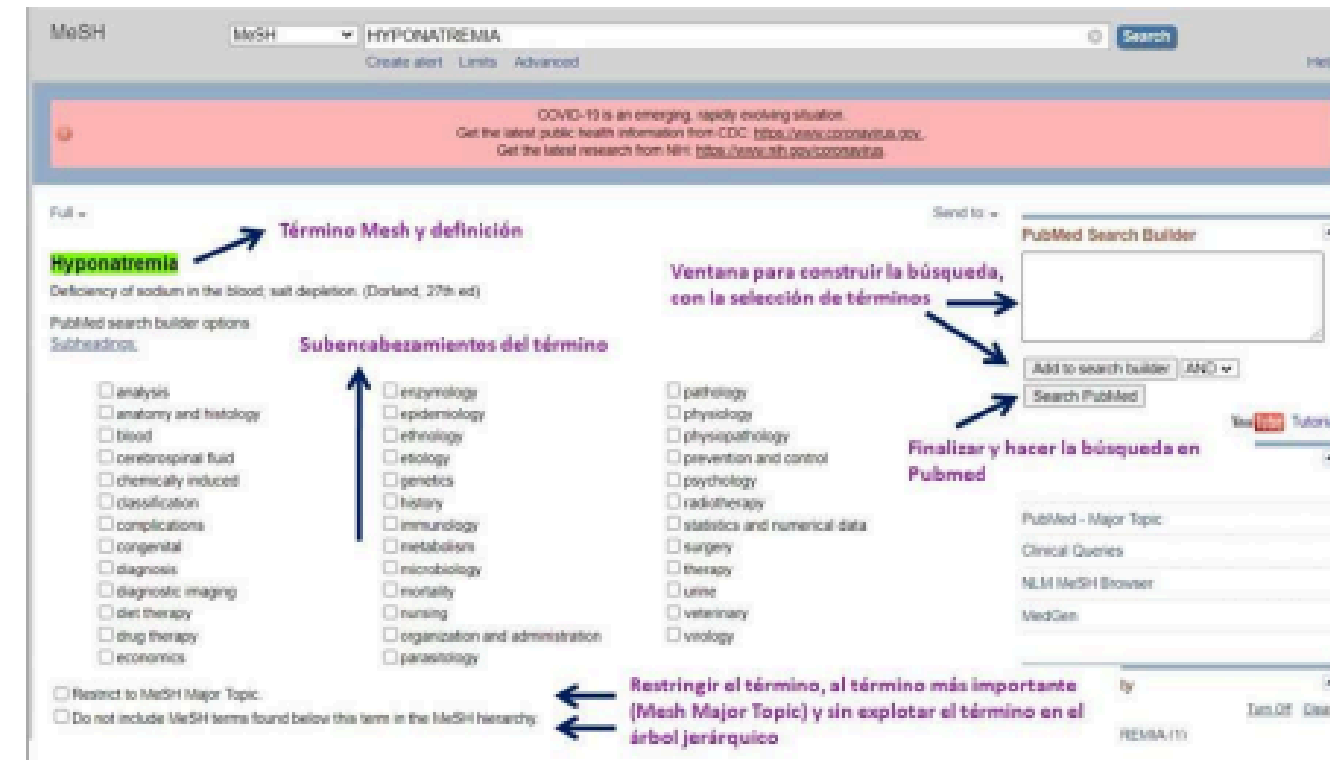 MeSH
MeSH
HYPONATREMIA
Search
Create alert Limits Advanced
COVID-19 is an emerging, rapidly evolving situation.
Get the latest public health information from CDC: https://www.coronavirus.gov.
Get the latest research from NIH: https://www.nih.gov/coronavirus.
Full
Send to
Término Mesh y definición
PubMed Search Builder
Hyponatremia
Deficiency of sodium in the blood; salt depletion. (Dorland, 27th ed)
Ventana para construir la búsqueda,
con la selección de términos
PubMed search builder options
Subheadings:
Subencabezamientos del término
Add to search builder AND
Search PubMed
YouTube
Finalizar y hacer la búsqueda en
Pubmed
analysis
anatomy and histology
blood
cerebrospinal fluid
chemically induced
classification
complications
congenital
diagnosis
diagnostic imaging
diet therapy
drug therapy
economics
enzymology
epidemiology
ethnology
etiology
genetics
history
immunology
metabolism
microbiology
mortality
nursing
organization and administration
parasitology
pathology
physiology
physiopathology
prevention and control
psychology
radiotherapy
statistics and numerical data
surgery
therapy
urine
veterinary
virology
PubMed - Major Topic
Clinical Queries
NLM MeSH Browser
MedGen
Restrict to MeSH Major Topic.
Do not include MeSH terms found below this term in the MeSH hierarchy.
Restringir el término, al término más importante
(Mesh Major Topic) y sin explotar el término en el
árbol jerárquico
ty
Turn Off
REMIA (1)